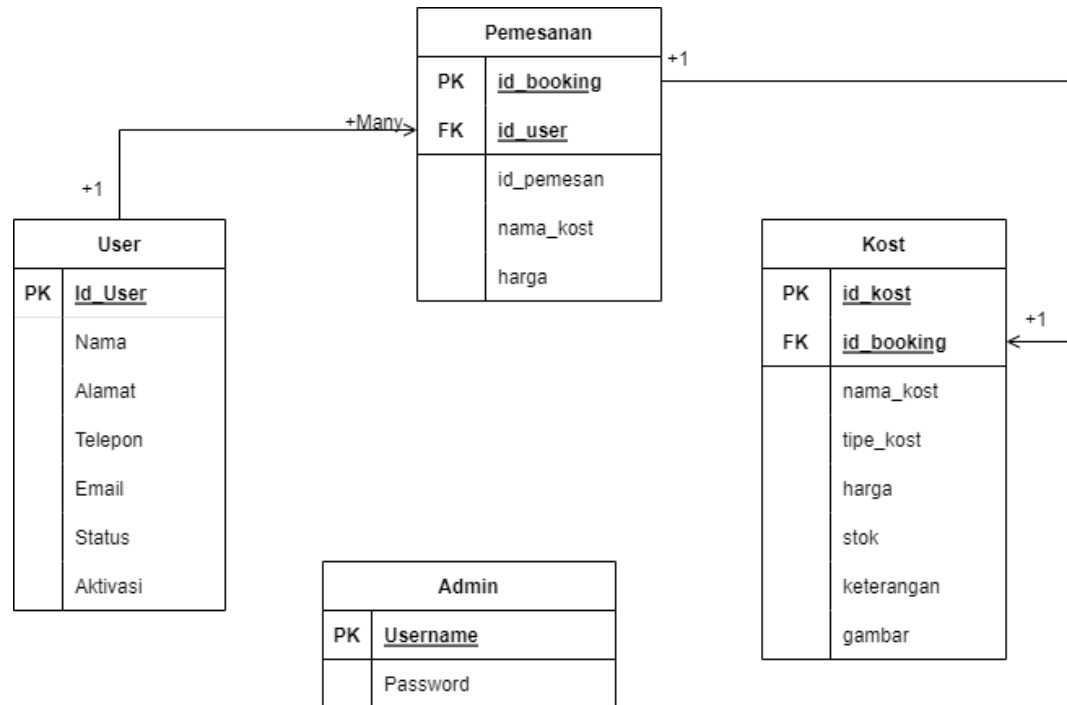 Pemesanan
PK id_booking
FK id_user
id_pemesan
nama_kost
harga
+1
+Many
+1
User
PK Id_User
Nama
Alamat
Telepon
Email
Status
Aktivasi
Kost
PK id_kost
FK id_booking
nama_kost
tipe_kost
harga
stok
keterangan
gambar
+1
Admin
PK Username
Password